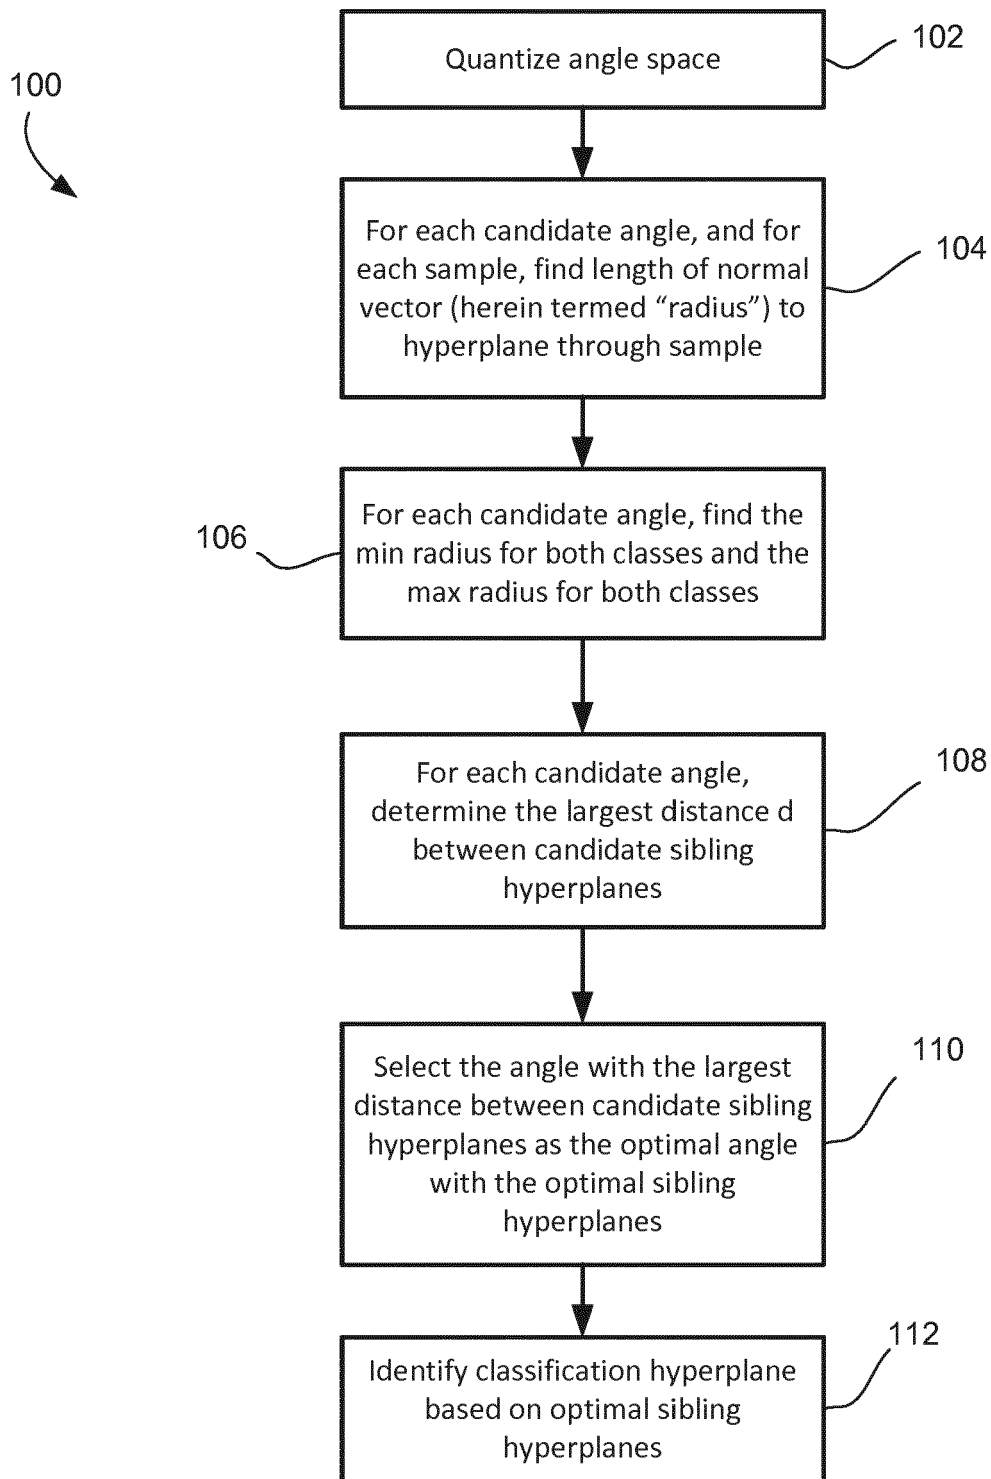 100
Quantize angle space
102
For each candidate angle, and for
each sample, find length of normal
vector (herein termed “radius”) to
hyperplane through sample
104
106
For each candidate angle, find the
min radius for both classes and the
max radius for both classes
For each candidate angle,
determine the largest distance d
between candidate sibling
hyperplanes
108
Select the angle with the largest
distance between candidate sibling
hyperplanes as the optimal angle
with the optimal sibling
hyperplanes
110
Identify classification hyperplane
based on optimal sibling
hyperplanes
112